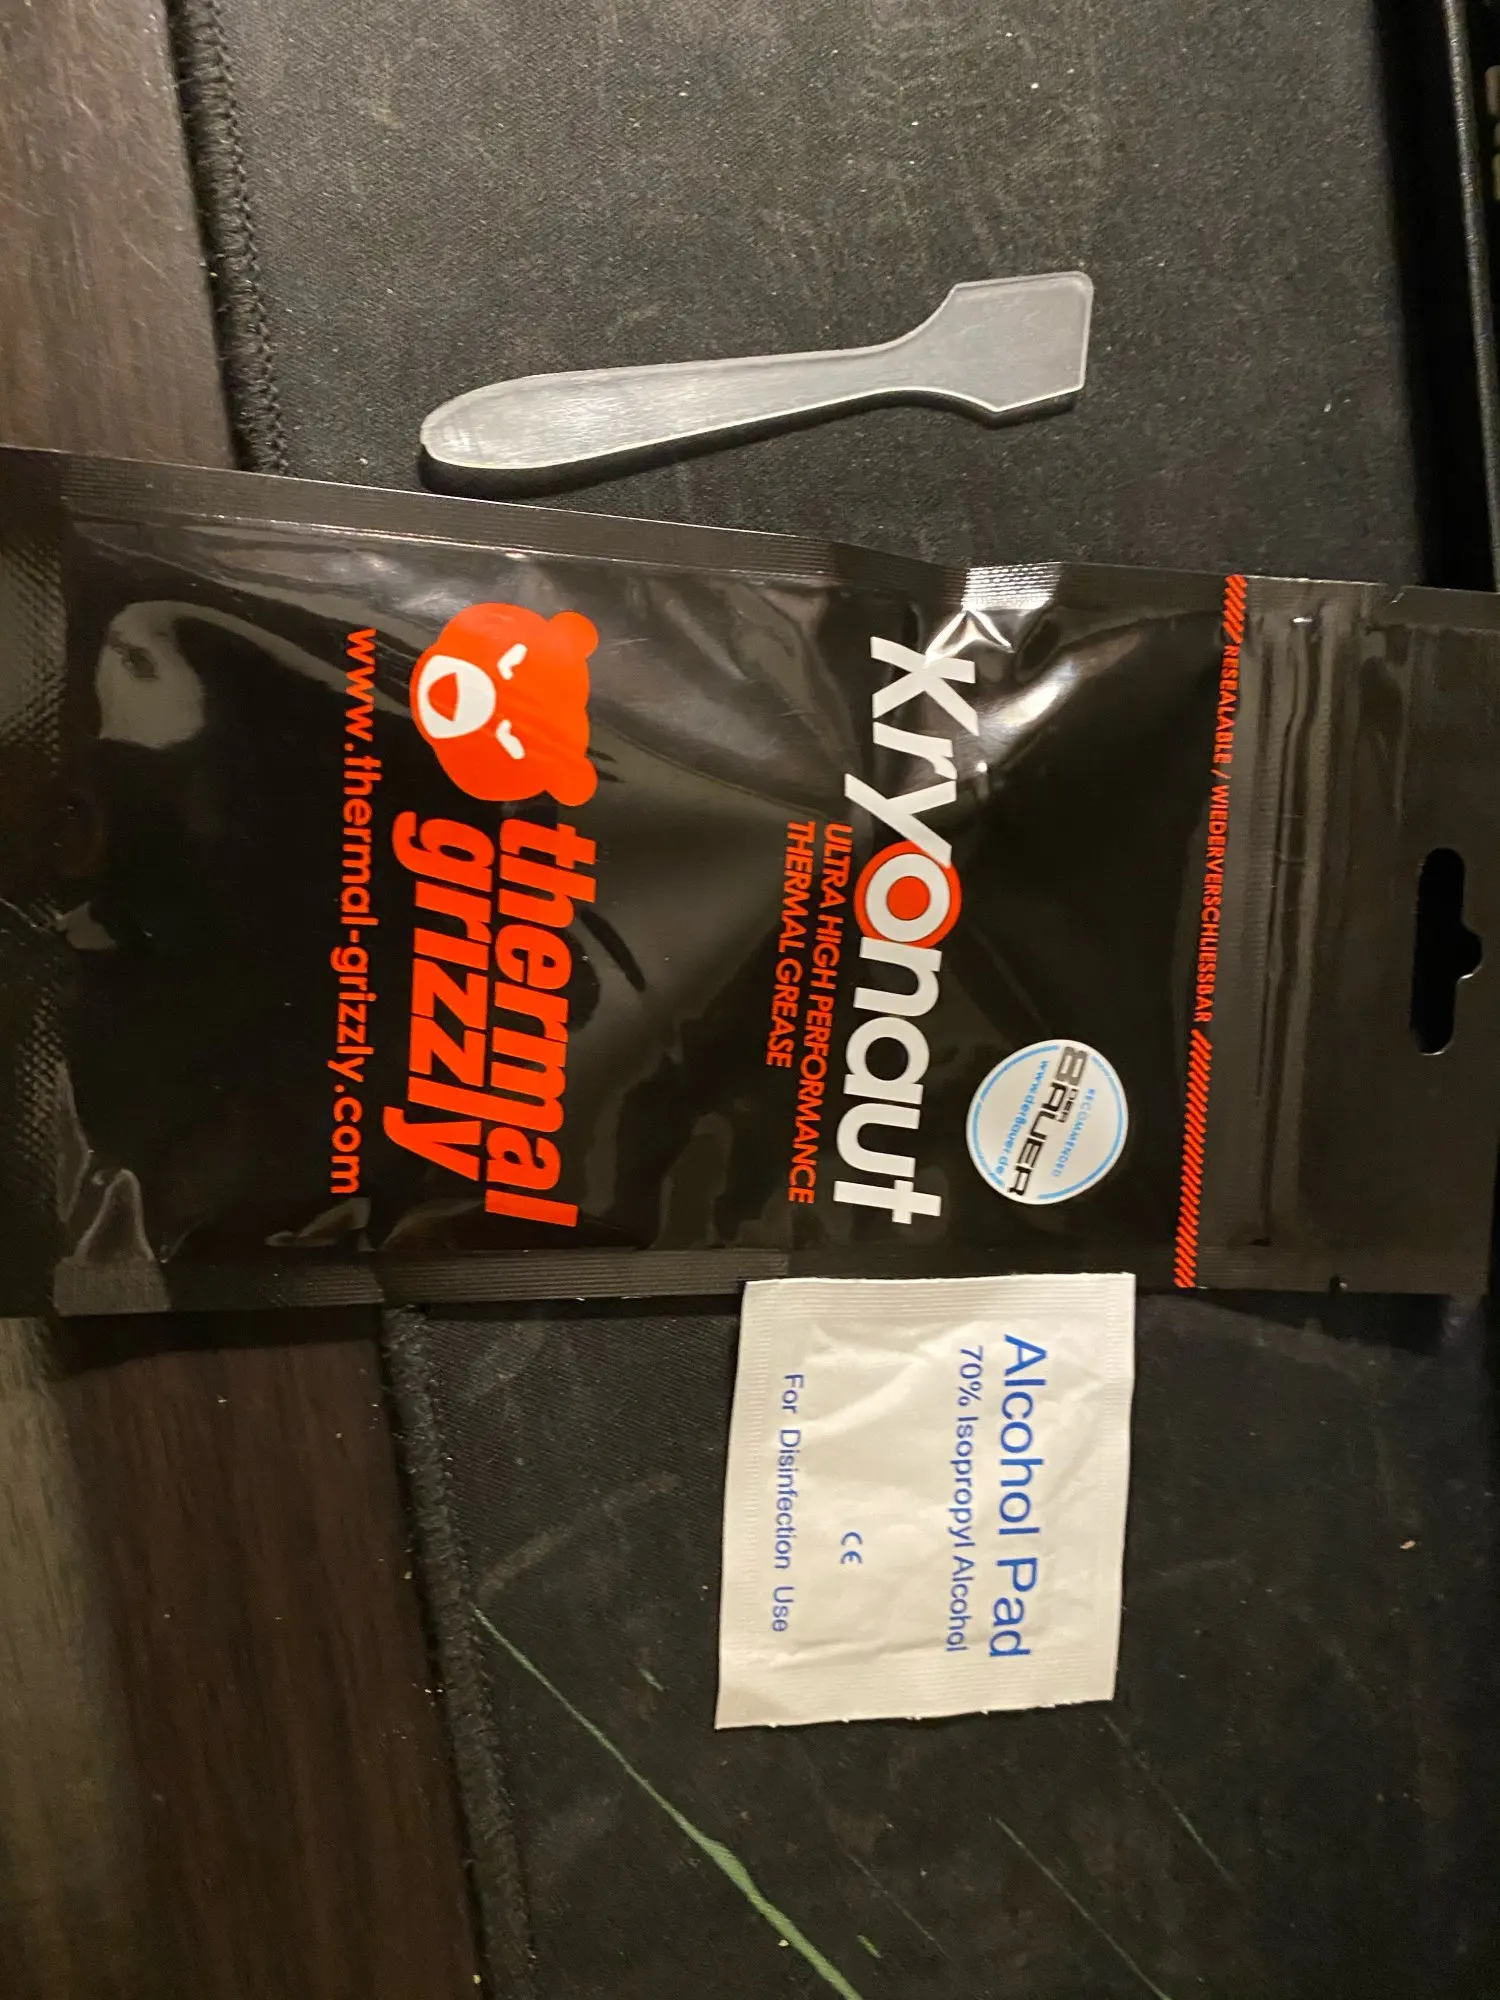 RESEALABLE / WIEDERVERSCHLIESSBAR
RECOMMENDED
DER8AUER
www.der8auer.de
Kryonaut
ULTRA HIGH PERFORMANCE
THERMAL GREASE
thermal
grizzly
www.thermal-grizzly.com
Alcohol Pad
70% Isopropyl Alcohol
CE
For Disinfection Use